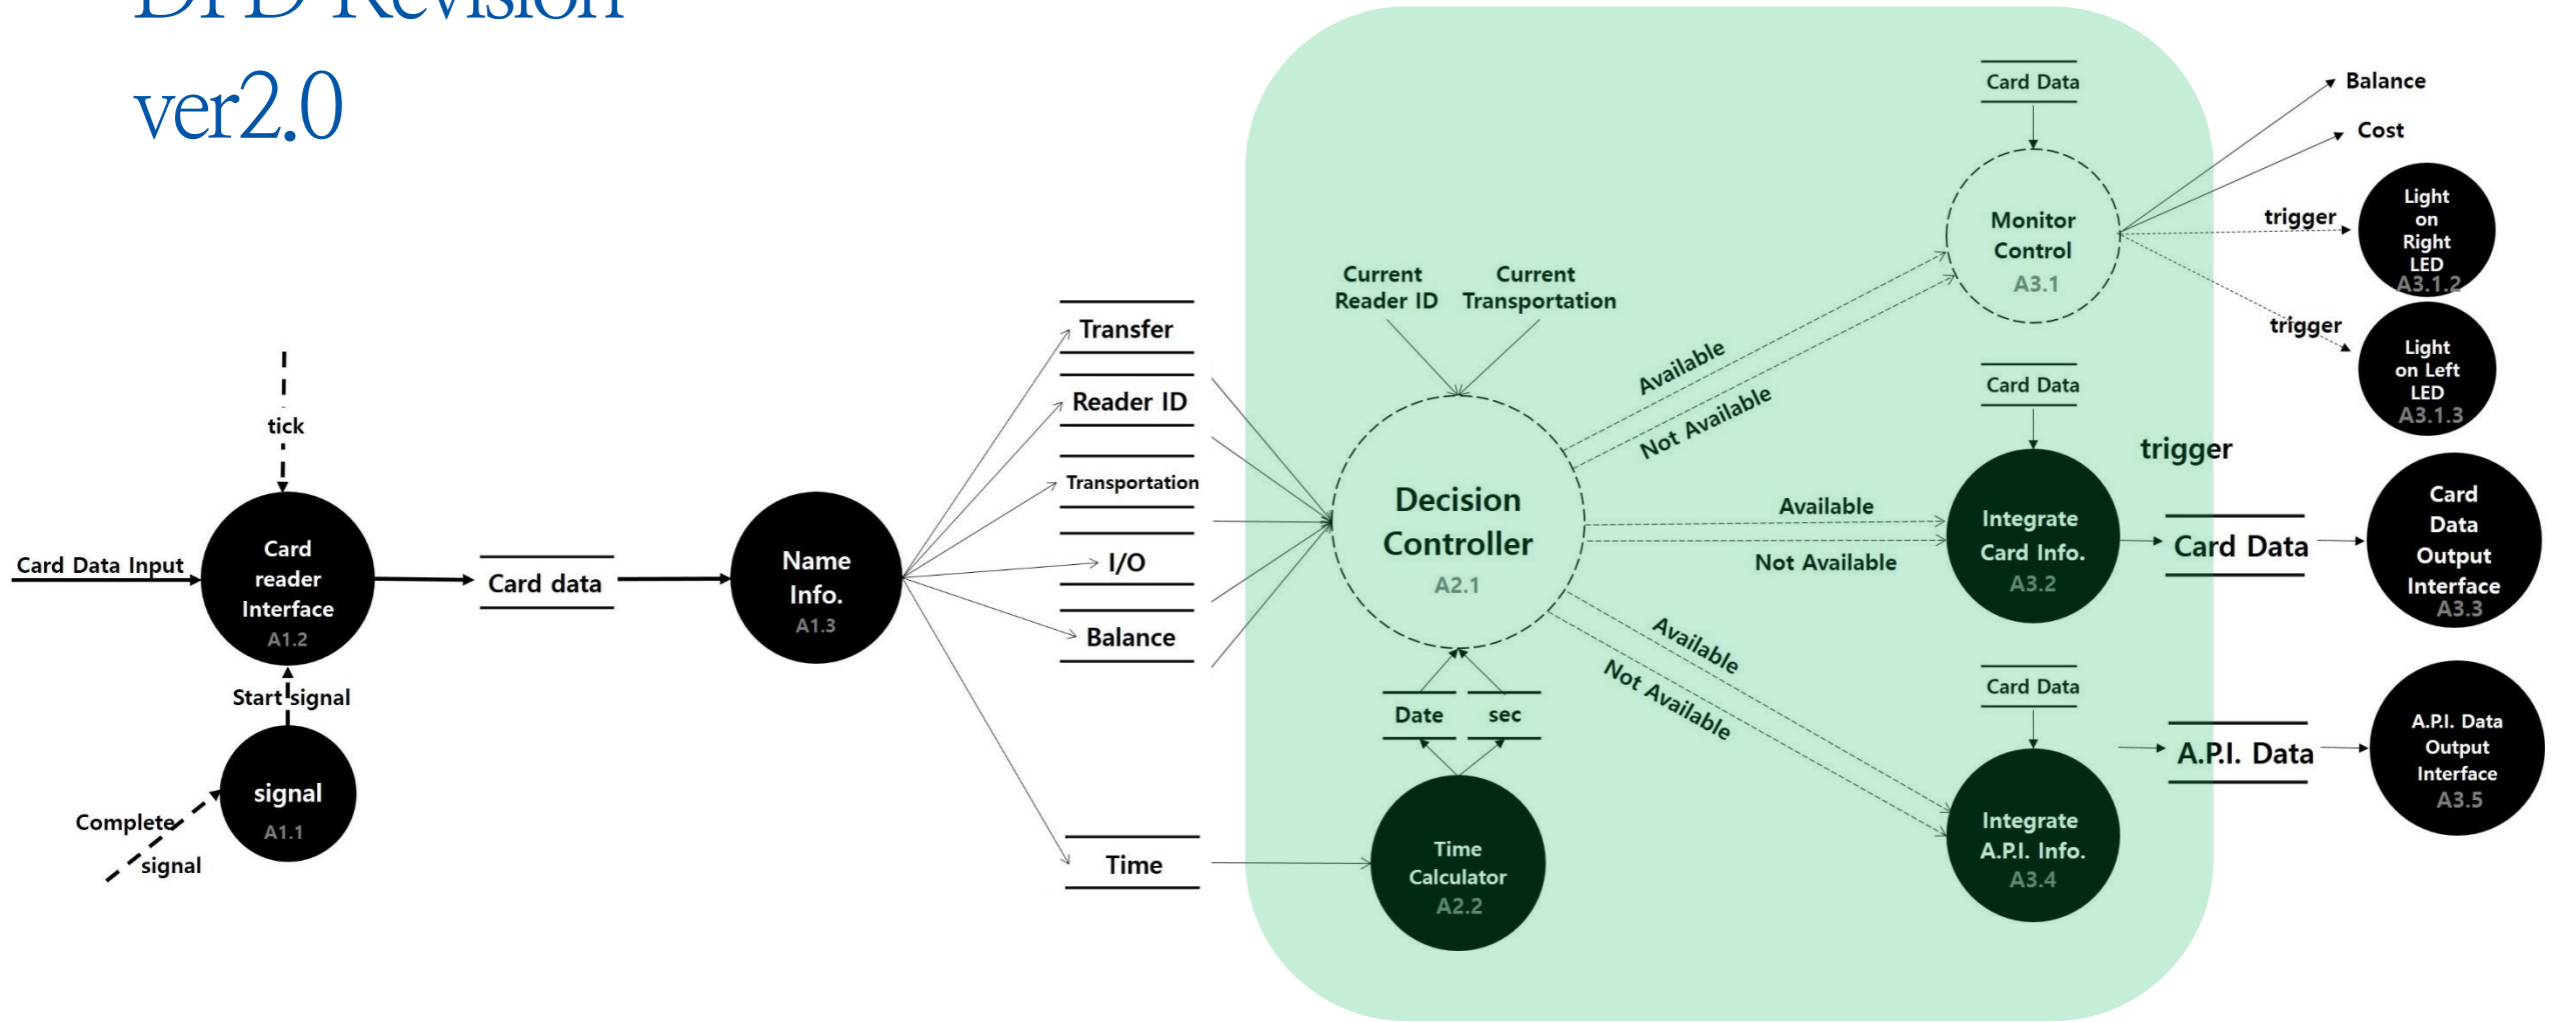 DFD Revision
ver2.0
Card Data Input
tick
Card
reader
Interface
A1.2
Start signal
signal
A1.1
Complete
signal
Card data
Name
Info.
A1.3
Transfer
Reader ID
Transportation
I/O
Balance
Time
Current
Reader ID
Current
Transportation
Decision
Controller
A2.1
Date
sec
Time
Calculator
A2.2
Available
Not Available
Available
Not Available
Available
Not Available
Card Data
Monitor
Control
A3.1
Card Data
Integrate
Card Info.
A3.2
Card Data
Integrate
A.P.I. Info.
A3.4
Balance
Cost
trigger
Light
on
Right
LED
A3.1.2
trigger
Light
on Left
LED
A3.1.3
trigger
Card Data
Card
Data
Output
Interface
A3.3
A.P.I. Data
A.P.I. Data
Output
Interface
A3.5